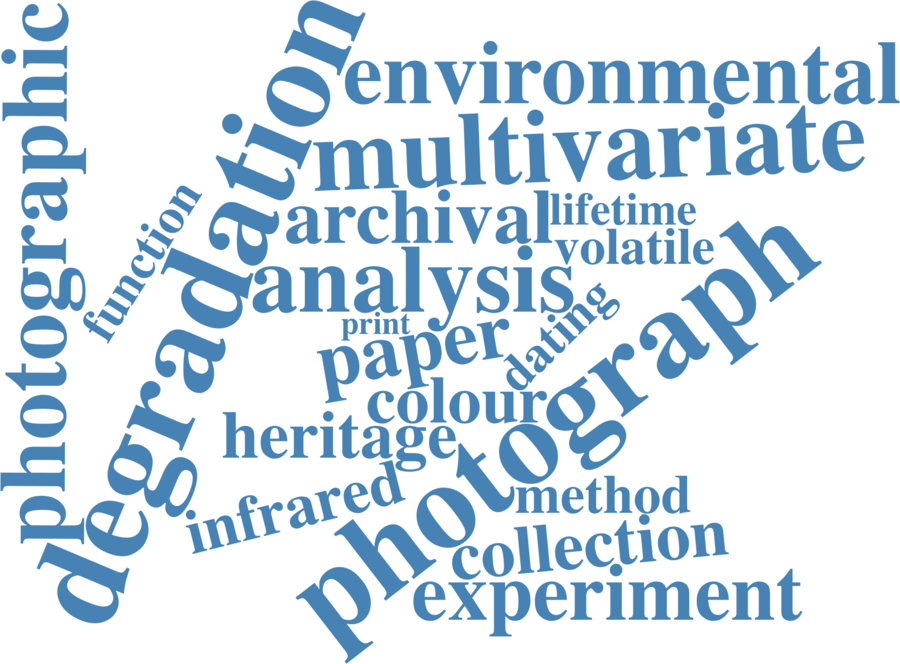 photographic
degradation
environmental
multivariate
function
archival
lifetime
volatile
analysis
print
paper
dating
photograph
colour
heritage
infrared
method
collection
experiment